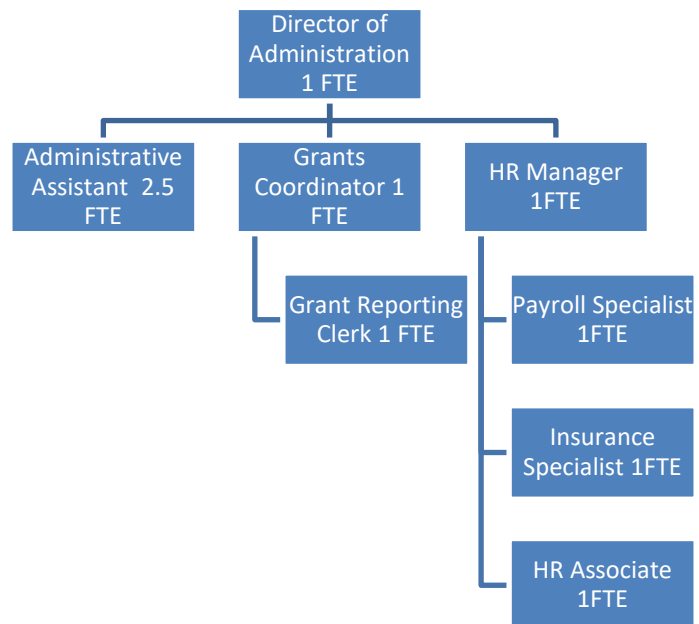 Director of
Administration
1 FTE
Administrative
Assistant  2.5
FTE
Grants
Coordinator 1
FTE
HR Manager
1FTE
Grant Reporting
Clerk 1 FTE
Payroll Specialist
1FTE
Insurance
Specialist 1FTE
HR Associate
1FTE